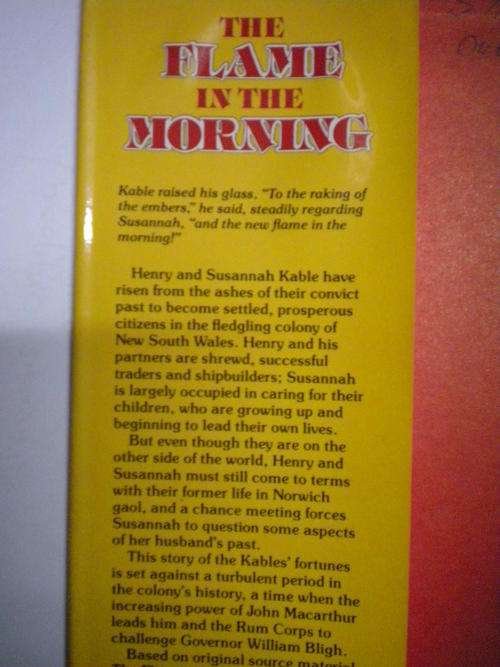 THE
FLAME
IN THE
MORNING
Kable raised his glass, "To the raking of
the embers," he said, steadily regarding
Susannah, "and the new flame in the
morning!"
Henry and Susannah Kable have
risen from the ashes of their convict
past to become settled, prosperous
citizens in the fledgling colony of
New South Wales. Henry and his
partners are shrewd, successful
traders and shipbuilders; Susannah
is largely occupied in caring for their
children, who are growing up and
beginning to lead their own lives.
But even though they are on the
other side of the world, Henry and
Susannah must still come to terms
with their former life in Norwich
gaol, and a chance meeting forces
Susannah to question some aspects
of her husband's past.
This story of the Kables' fortunes
is set against a turbulent period in
the colony's history, a time when the
increasing power of John Macarthur
leads him and the Rum Corps to
challenge Governor William Bligh.
Based on original source material